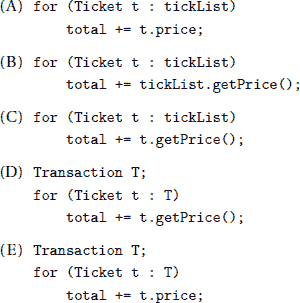 (A) for (Ticket t : tickList)
total += t.price;
(B) for (Ticket t : tickList)
total += tickList.getPrice();
(C) for (Ticket t : tickList)
total += t.getPrice();
(D) Transaction T;
for (Ticket t : T)
total += t.getPrice();
(E) Transaction T;
for (Ticket t : T)
total += t.price;